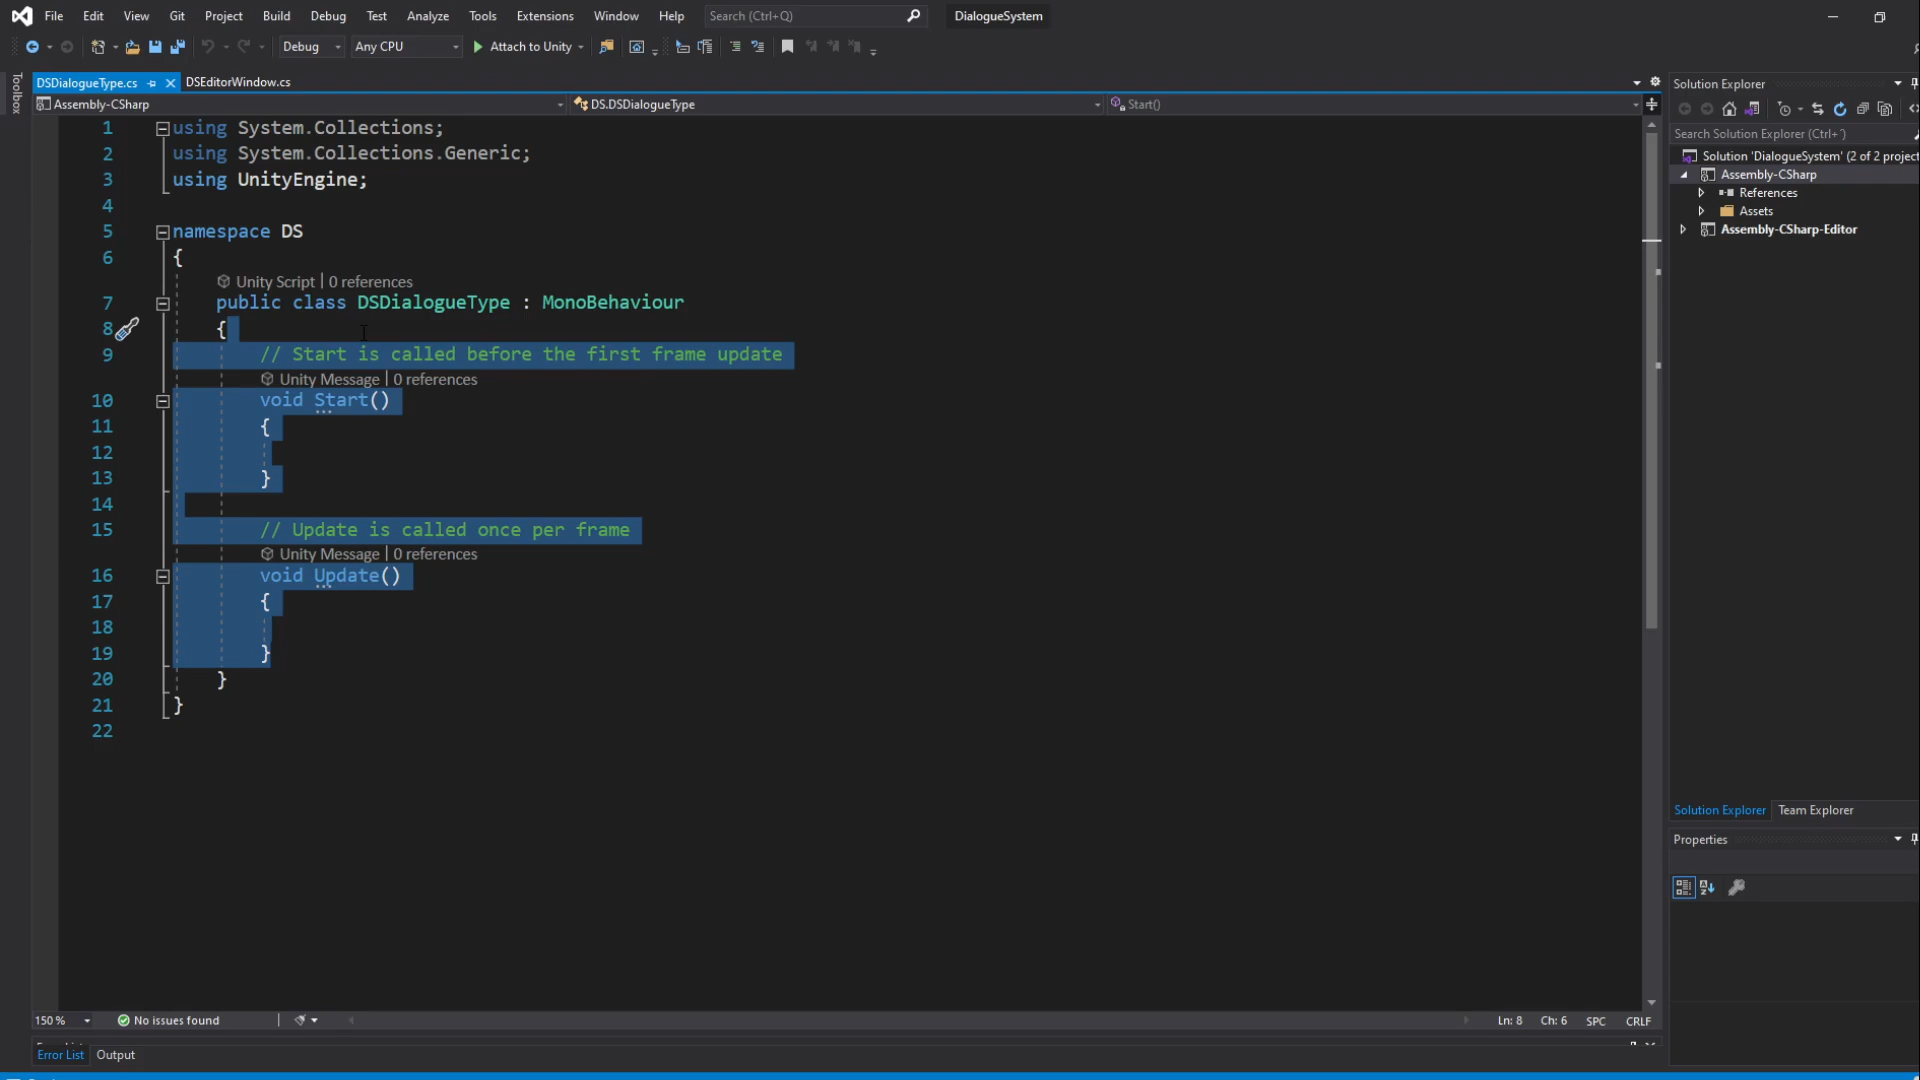 File Edit View Git Project Build Debug Test Analyze Tools Extensions Window Help Search (Ctrl+Q) DialogueSystem
Debug Any CPU Attach to Unity
Toolbox
DSDialogueType.cs DSEditorWindow.cs
Assembly-CSharp DS.DSDialogueType Start()
1 using System.Collections;
2 using System.Collections.Generic;
3 using UnityEngine;
4
5 namespace DS
6 {
Unity Script | 0 references
7 public class DSDialogueType : MonoBehaviour
8 {
9 // Start is called before the first frame update
Unity Message | 0 references
10 void Start()
11 {
12
13 }
14
15 // Update is called once per frame
Unity Message | 0 references
16 void Update()
17 {
18
19 }
20 }
21 }
22
150 % No issues found Ln: 8 Ch: 6 SPC CRLF
Error List Output
Solution Explorer
Search Solution Explorer (Ctrl+')
Solution 'DialogueSystem' (2 of 2 project
Assembly-CSharp
References
Assets
Assembly-CSharp-Editor
Solution Explorer Team Explorer
Properties